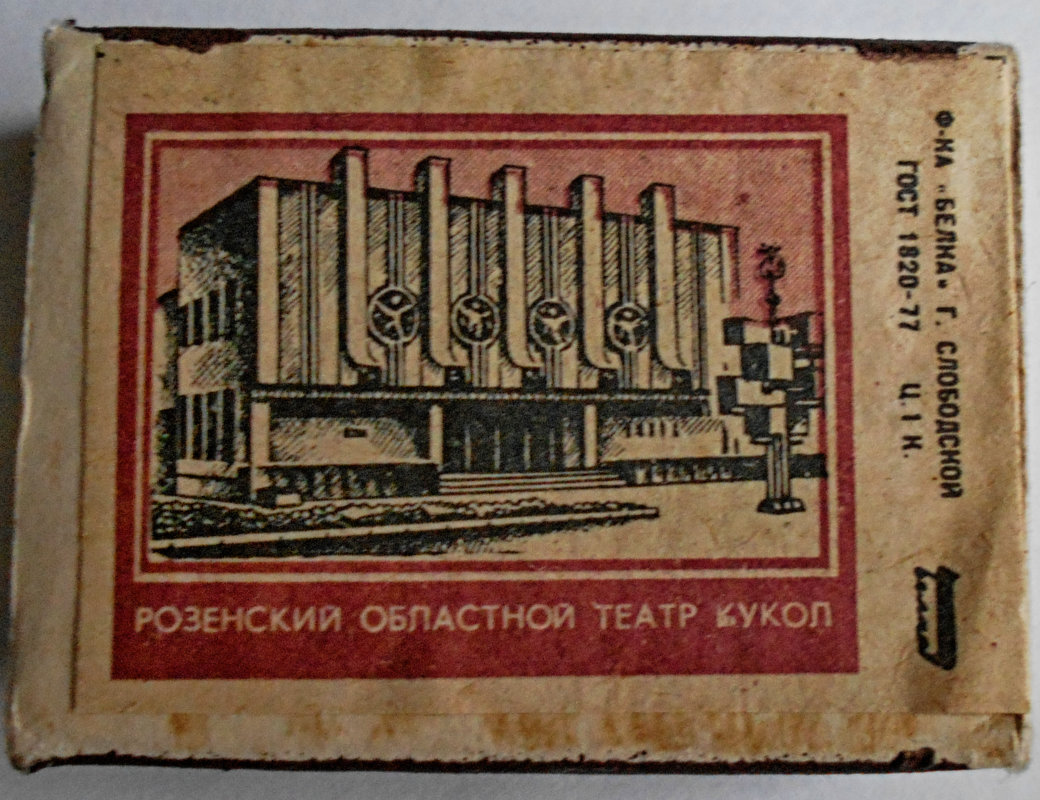 РОЗЕНСКИЙ ОБЛАСТНОЙ ТЕАТР КУКОЛ
Ф-КА „БЕЛКА" Г. СЛОБОДСКОЙ
ГОСТ 1820-77 Ц. 1 К.